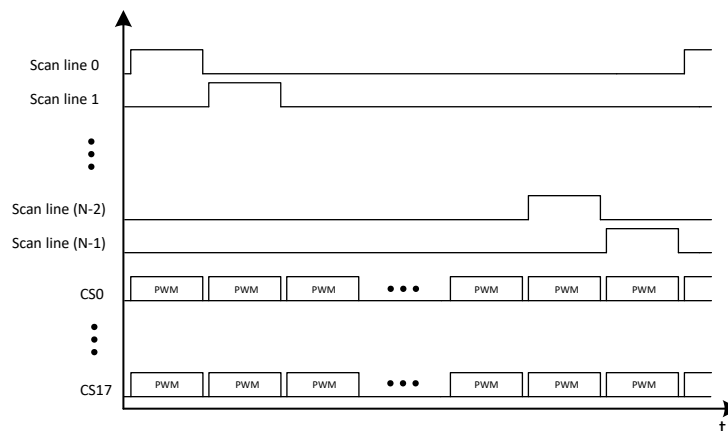 Scan line 0
Scan line 1
Scan line (N-2)
Scan line (N-1)
CS0 PWM PWM PWM PWM PWM PWM
CS17 PWM PWM PWM PWM PWM PWM
t